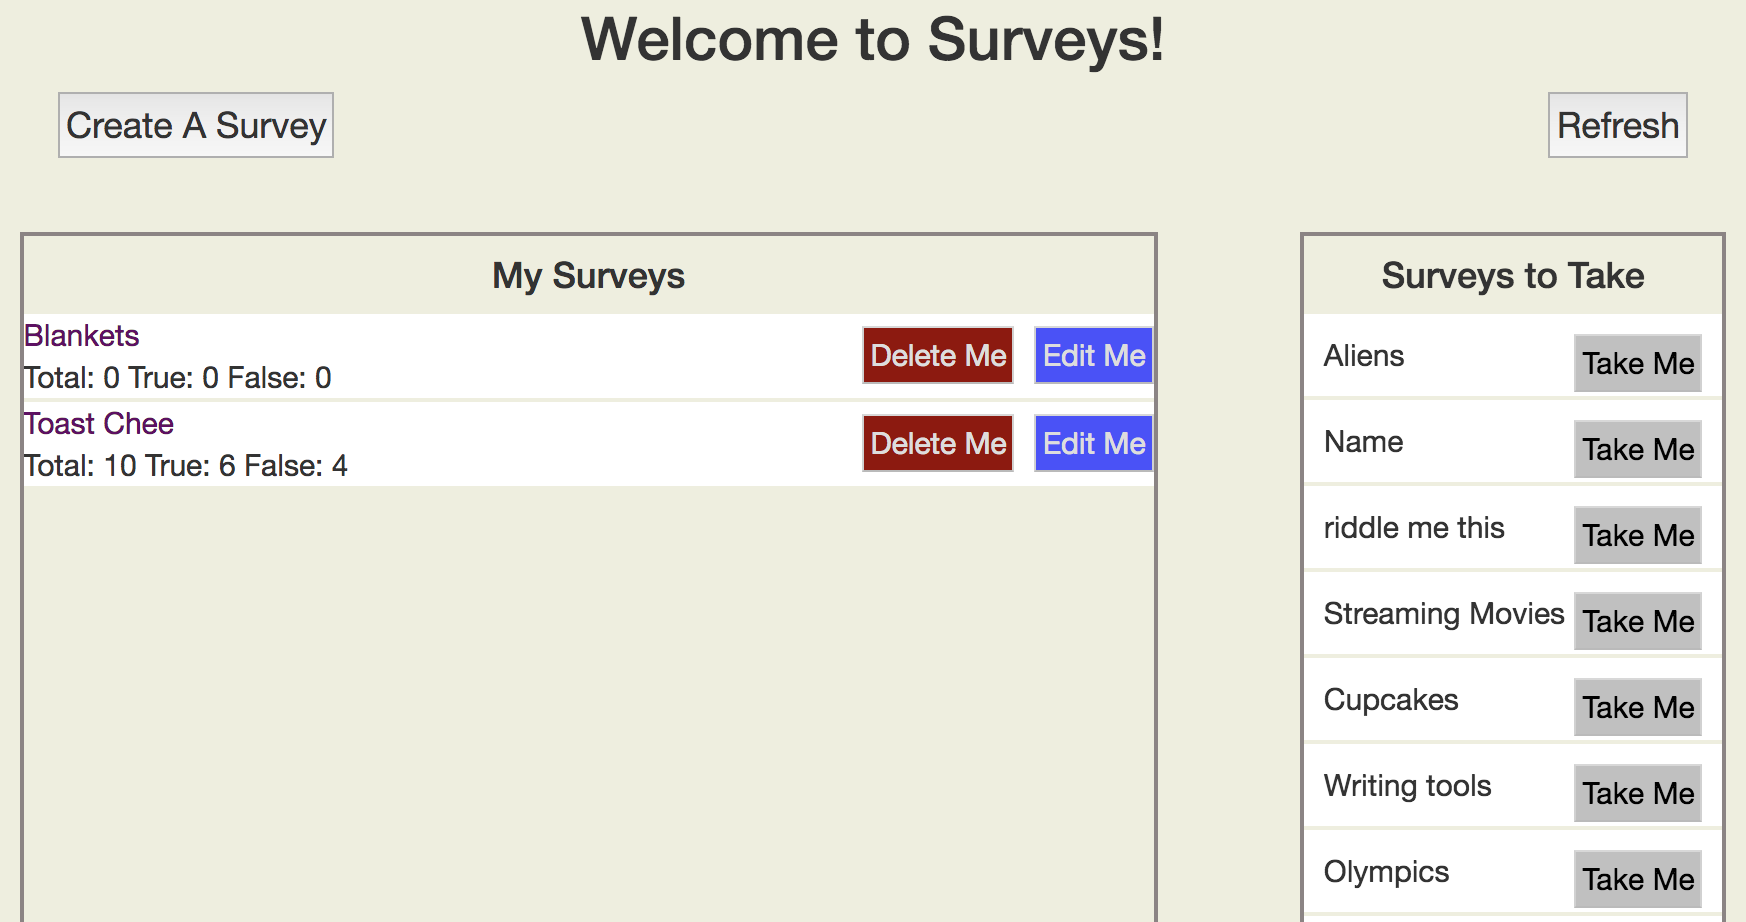 Welcome to Surveys!
Create A Survey
Refresh
My Surveys
Blankets
Total: 0 True: 0 False: 0
Delete Me
Edit Me
Toast Chee
Total: 10 True: 6 False: 4
Delete Me
Edit Me
Surveys to Take
Aliens
Take Me
Name
Take Me
riddle me this
Take Me
Streaming Movies
Take Me
Cupcakes
Take Me
Writing tools
Take Me
Olympics
Take Me